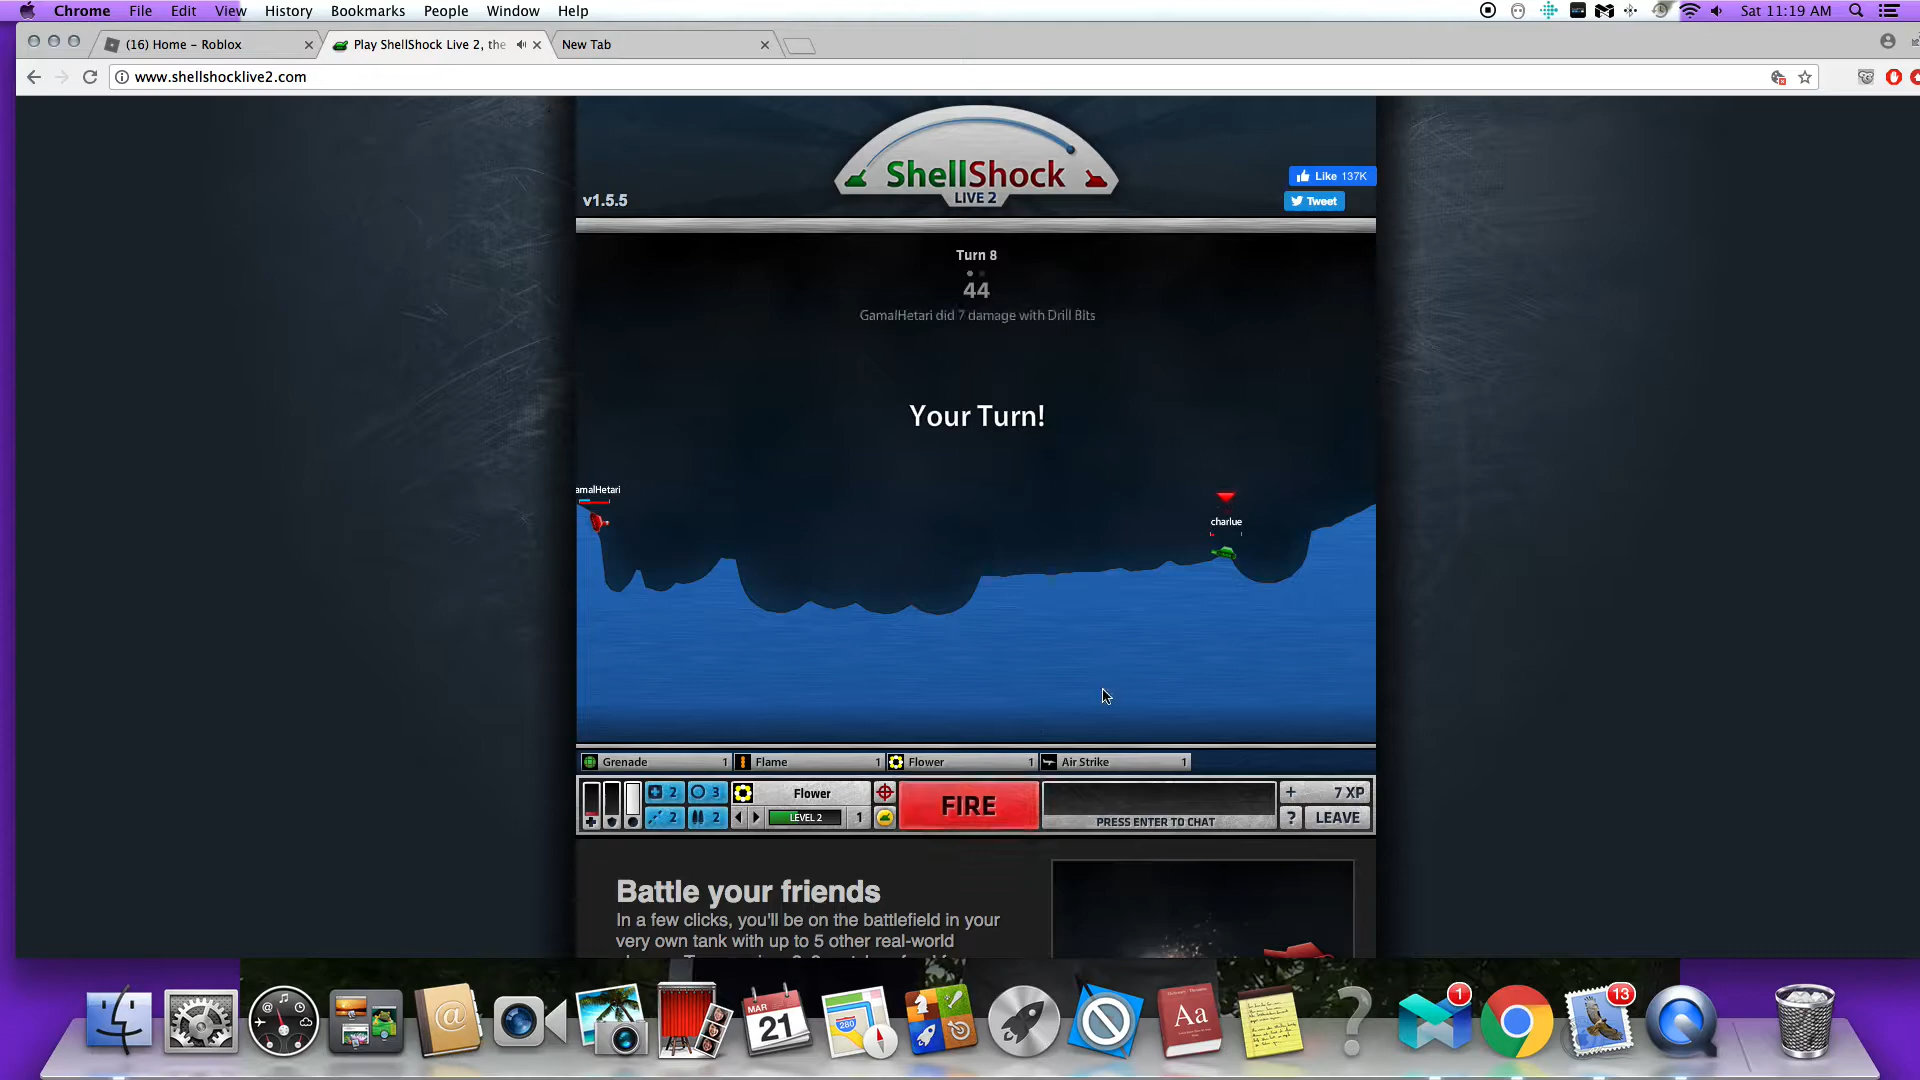 Chrome File Edit View History Bookmarks People Window Help Sat 11:19 AM
(16) Home – Roblox Play ShellShock Live 2, the New Tab
www.shellshocklive2.com
ShellShock
LIVE 2
v1.5.5
Like 137K
Tweet
Turn 8
44
GamalHetari did 7 damage with Drill Bits
Your Turn!
amalHetari
charlue
Grenade 1 Flame 1 Flower 1 Air Strike 1
2 3 Flower FIRE + 7 XP
2 2 LEVEL 2 1 PRESS ENTER TO CHAT ? LEAVE
Battle your friends
In a few clicks, you'll be on the battlefield in your
very own tank with up to 5 other real-world
MAR
21
280
Aa
?
1
13